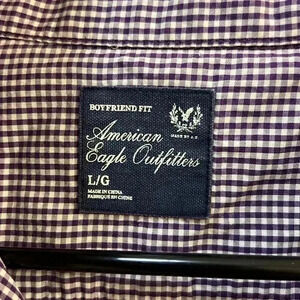 BOYFRIEND FIT
MADE BY A.E.
American
Eagle Outfitters
L/G
MADE IN CHINA
FABRIQUÉ EN CHINE